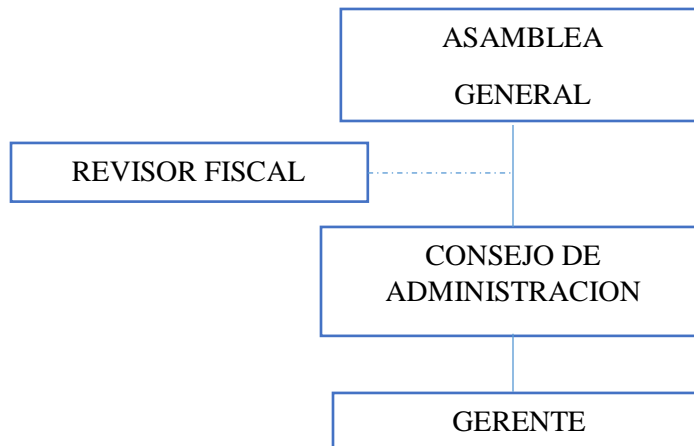 ASAMBLEA
GENERAL
REVISOR FISCAL
CONSEJO DE
ADMINISTRACION
GERENTE